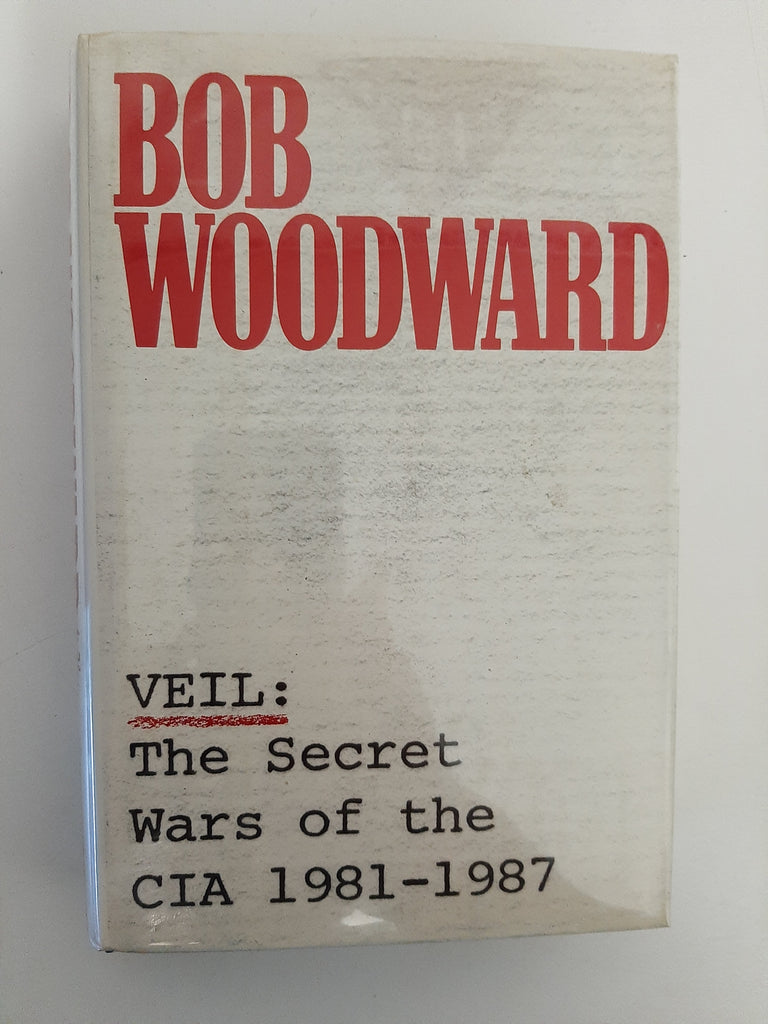 BOB
WOODWARD
VEIL:
The Secret
Wars of the
CIA 1981-1987